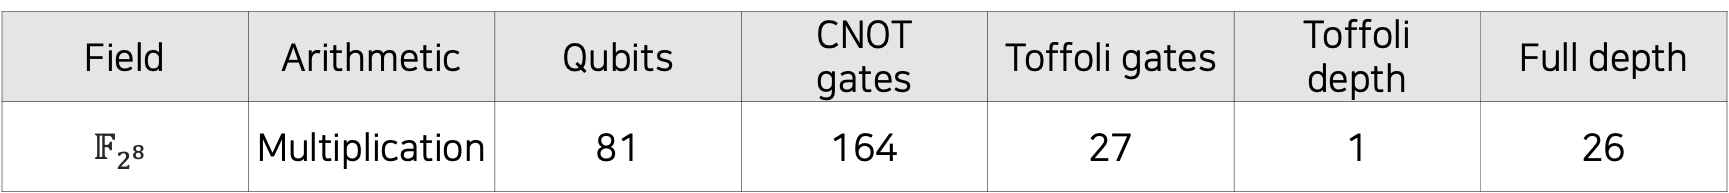 Field Arithmetic Qubits CNOT gates Toffoli gates Toffoli depth Full depth
𝔽₂⁸ Multiplication 81 164 27 1 26